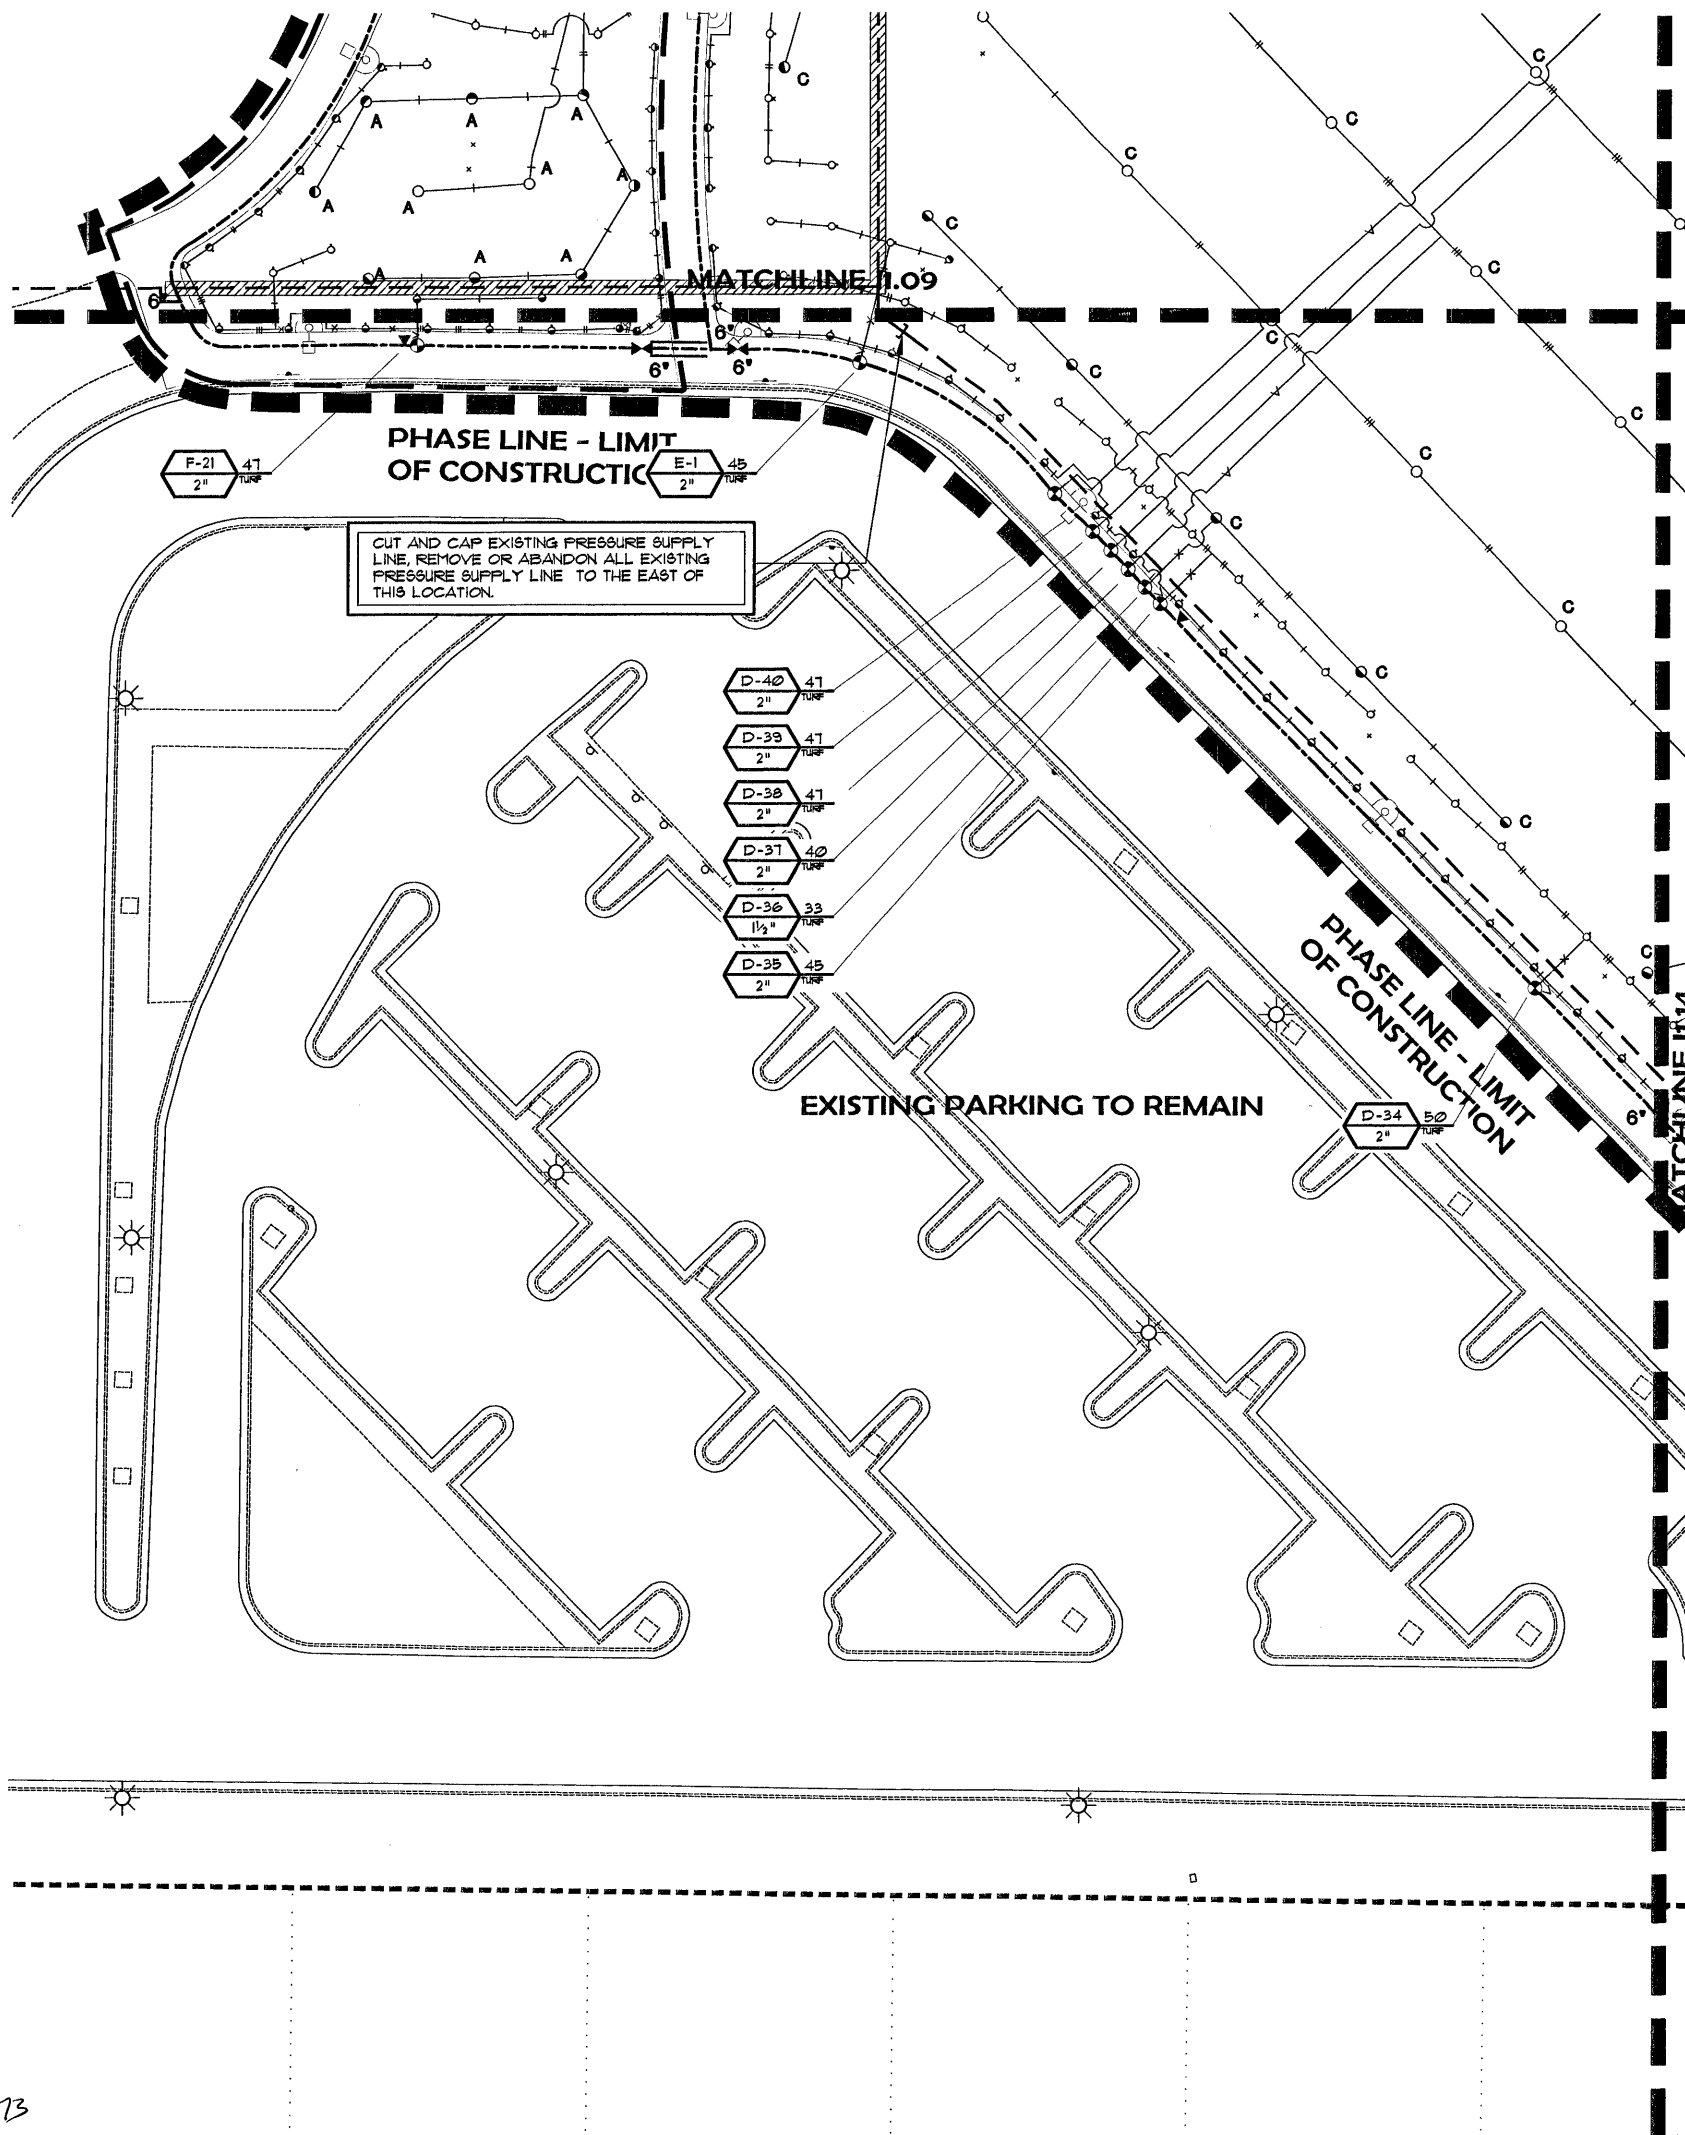 C
C
C
C
A
A
A
A
A
A
A
C
C
A
A
A
MATCHLINE I1.09
6"
6"
C
C
6"
6"
C
PHASE LINE - LIMIT
OF CONSTRUCTIO
F-21
2"
47
TURF
E-1
2"
45
TURF
C
C
CUT AND CAP EXISTING PRESSURE SUPPLY
LINE, REMOVE OR ABANDON ALL EXISTING
PRESSURE SUPPLY LINE TO THE EAST OF
THIS LOCATION.
C
C
D-40
2"
47
TURF
D-39
2"
47
TURF
D-38
2"
47
TURF
C
D-37
2"
40
TURF
D-36
1½"
33
TURF
D-35
2"
45
TURF
C
PHASE LINE - LIMIT
OF CONSTRUCTION
EXISTING PARKING TO REMAIN
D-34
2"
50
TURF
6"
ATCHLINE I1.14
73